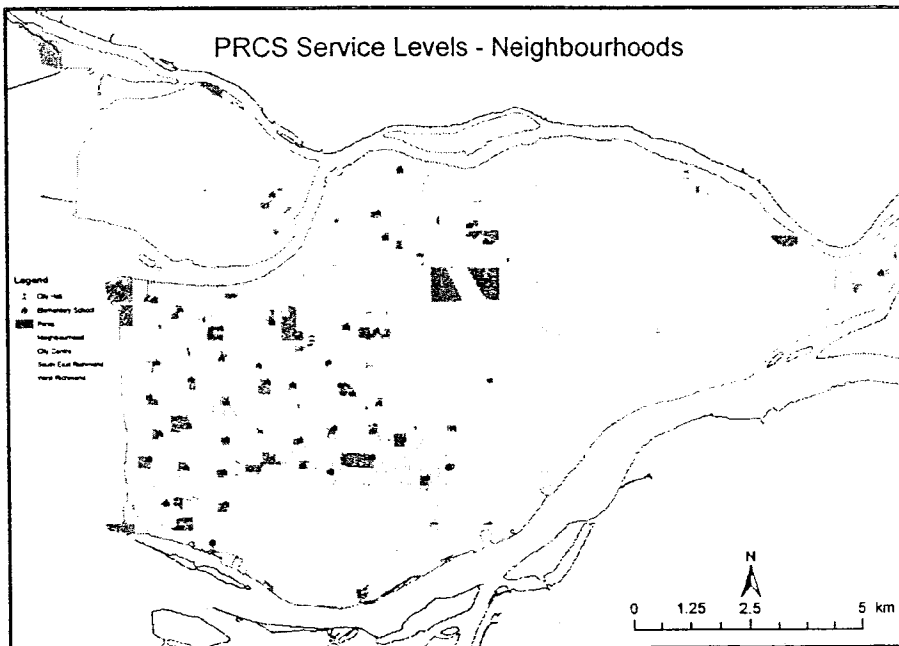 PRCS Service Levels - Neighbourhoods
Legend
City Hall
Elementary School
Parks
Neighbourhood
City Centre
South East Richmond
West Richmond
N
0 1.25 2.5 5 km